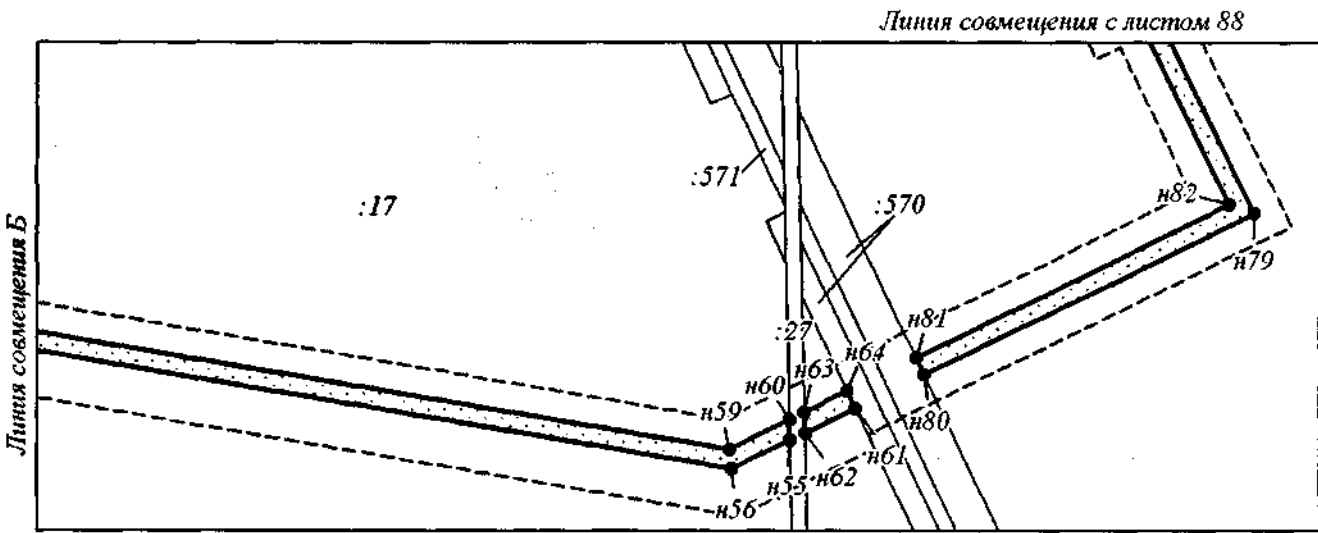 Линия совмещения с листом 88
Линия совмещения Б
:17
:571
:570
н82
н79
:27
н81
н64
н63
н60
н59
н80
н61
н62
н55
н56